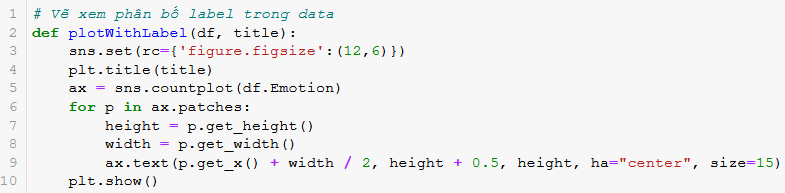 1 # Vẽ xem phân bố label trong data
2 def plotWithLabel(df, title):
3     sns.set(rc={'figure.figsize':(12,6)})
4     plt.title(title)
5     ax = sns.countplot(df.Emotion)
6     for p in ax.patches:
7         height = p.get_height()
8         width = p.get_width()
9         ax.text(p.get_x() + width / 2, height + 0.5, height, ha="center", size=15)
10     plt.show()